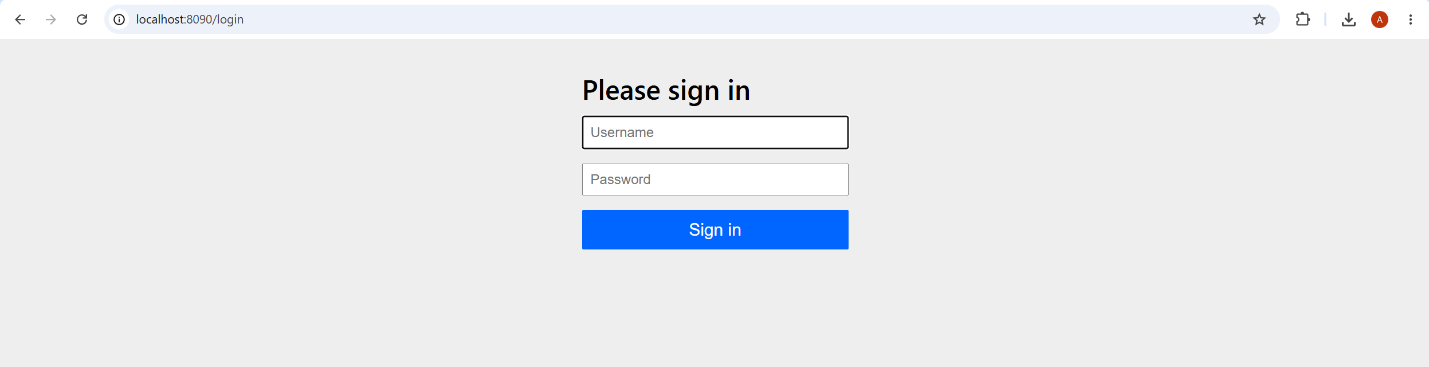 localhost:8090/login
A
Please sign in
Username
Password
Sign in